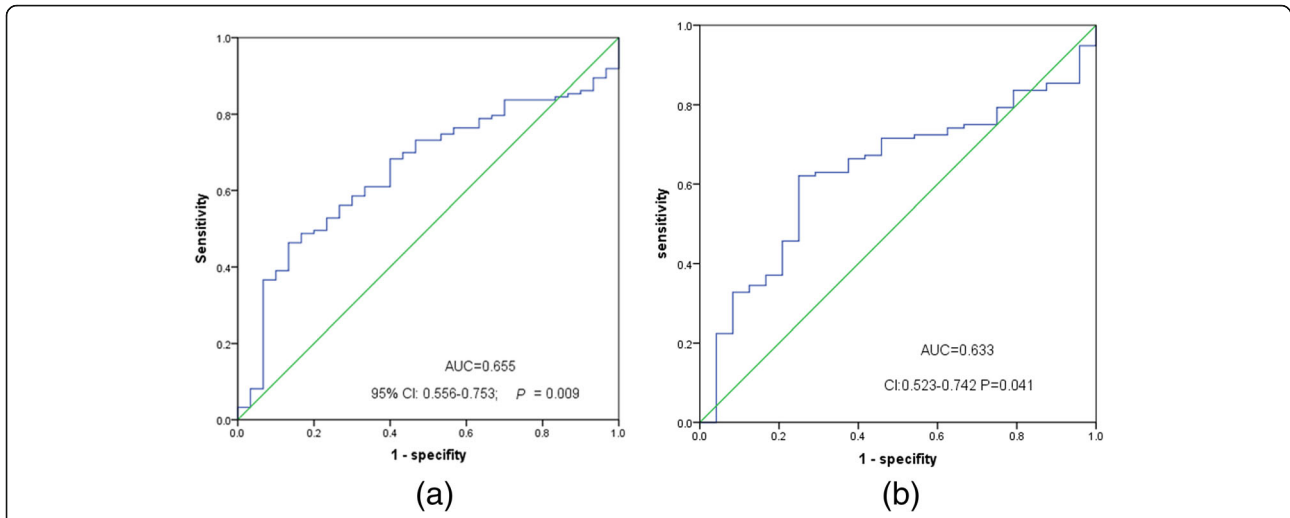 1.0
0.8
0.6
0.4
0.2
0.0
Sensitivity
AUC=0.655
95% CI: 0.556-0.753; P = 0.009
0.0 0.2 0.4 0.6 0.8 1.0
1 - specifity
(a)
1.0
0.8
0.6
0.4
0.2
0.0
sensitivity
AUC=0.633
CI:0.523-0.742 P=0.041
0.0 0.2 0.4 0.6 0.8 1.0
1 - specifity
(b)